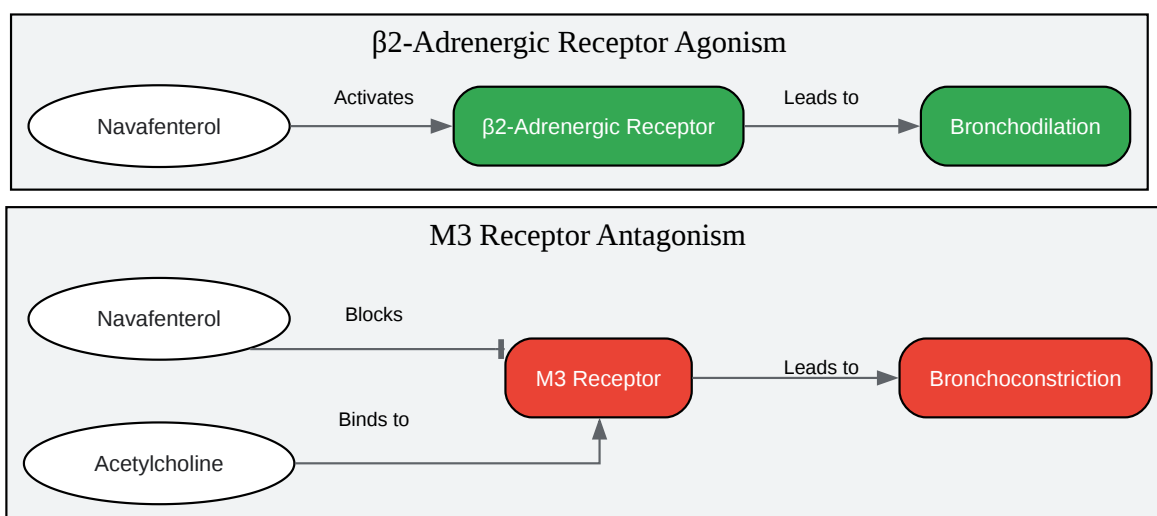 β2-Adrenergic Receptor Agonism
Navafenterol
Activates
β2-Adrenergic Receptor
Leads to
Bronchodilation
M3 Receptor Antagonism
Navafenterol
Blocks
M3 Receptor
Leads to
Bronchoconstriction
Binds to
Acetylcholine